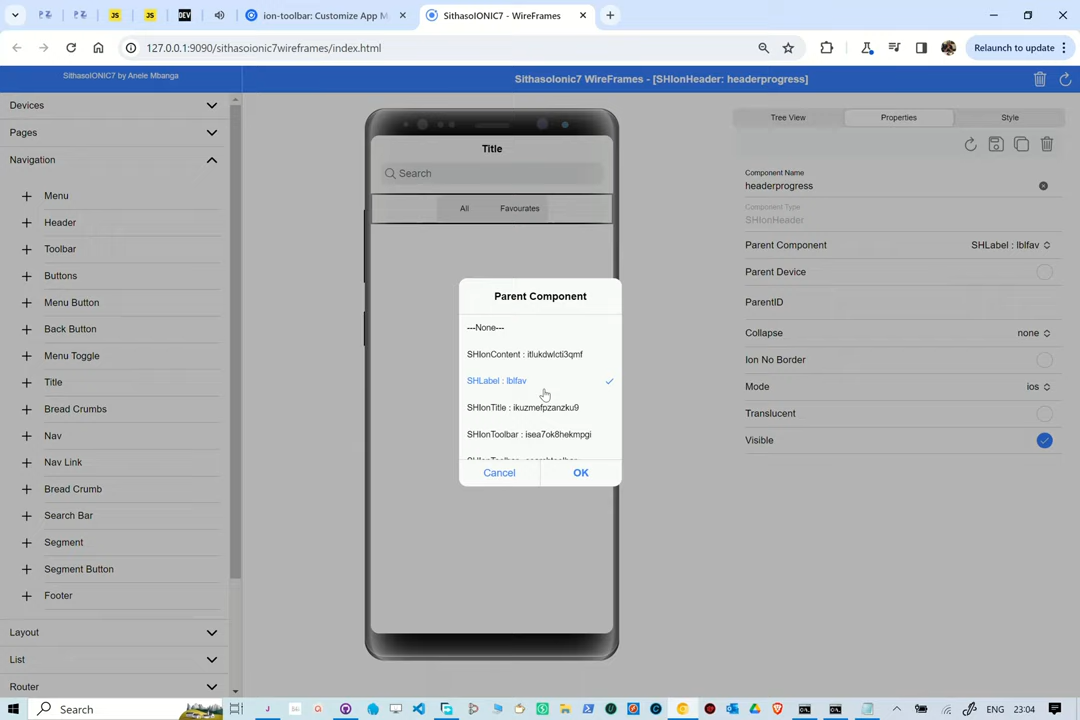 ion-toolbar: Customize App M
SithasoIONIC7 - WireFrames
127.0.0.1:9090/sithasoionic7wireframes/index.html
Relaunch to update
SithasoIONIC7 by Anele Mbanga
SithasoIonic7 WireFrames - [SHIonHeader: headerprogress]
Devices
Pages
Navigation
Menu
Header
Toolbar
Buttons
Menu Button
Back Button
Menu Toggle
Title
Bread Crumbs
Nav
Nav Link
Bread Crumb
Search Bar
Segment
Segment Button
Footer
Layout
List
Router
Title
Search
All Favourates
Parent Component
---None---
SHIonContent : itlukdwlcti3qmf
SHLabel : lblfav
SHIonTitle : ikuzmefpzanzku9
SHIonToolbar : isea7ok8hekmpgi
Cancel OK
Tree View Properties Style
Component Name
headerprogress
Component Type
SHIonHeader
Parent Component SHLabel : lblfav
Parent Device
ParentID
Collapse none
Ion No Border
Mode ios
Translucent
Visible
Search
ENG 23:04